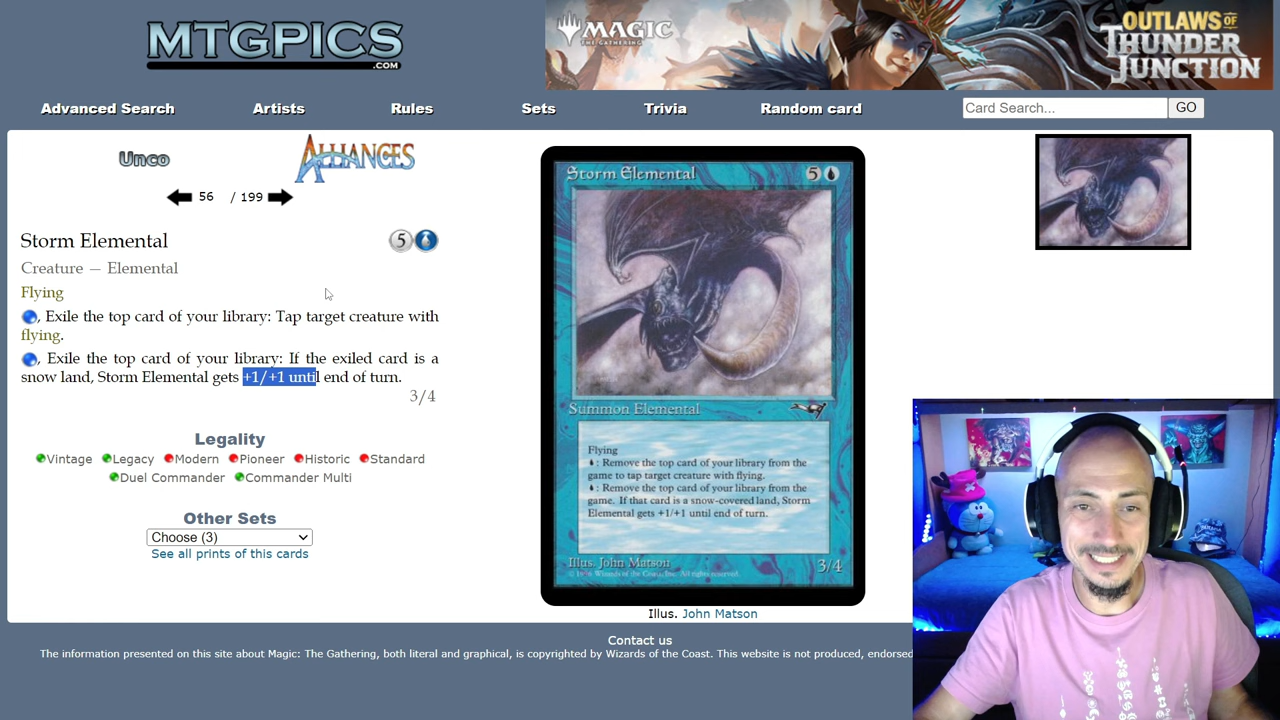 MTGPICS
.COM
MAGIC
THE GATHERING
OUTLAWS OF
THUNDER
JUNCTION
Advanced Search Artists Rules Sets Trivia Random card Card Search... GO
Unco ALLIANCES
56 / 199
Storm Elemental 5
Creature — Elemental
Flying
, Exile the top card of your library: Tap target creature with
flying.
, Exile the top card of your library: If the exiled card is a
snow land, Storm Elemental gets +1/+1 until end of turn.
3/4
Legality
Vintage Legacy Modern Pioneer Historic Standard
Duel Commander Commander Multi
Other Sets
Choose (3)
See all prints of this cards
Storm Elemental 5
Summon Elemental
Flying
: Remove the top card of your library from the
game to tap target creature with flying.
: Remove the top card of your library from the
game. If that card is a snow-covered land, Storm
Elemental gets +1/+1 until end of turn.
Illus. John Matson
© 1996 Wizards of the Coast, Inc. All rights reserved.
3/4
Illus. John Matson
Contact us
The information presented on this site about Magic: The Gathering, both literal and graphical, is copyrighted by Wizards of the Coast. This website is not produced, endorsed